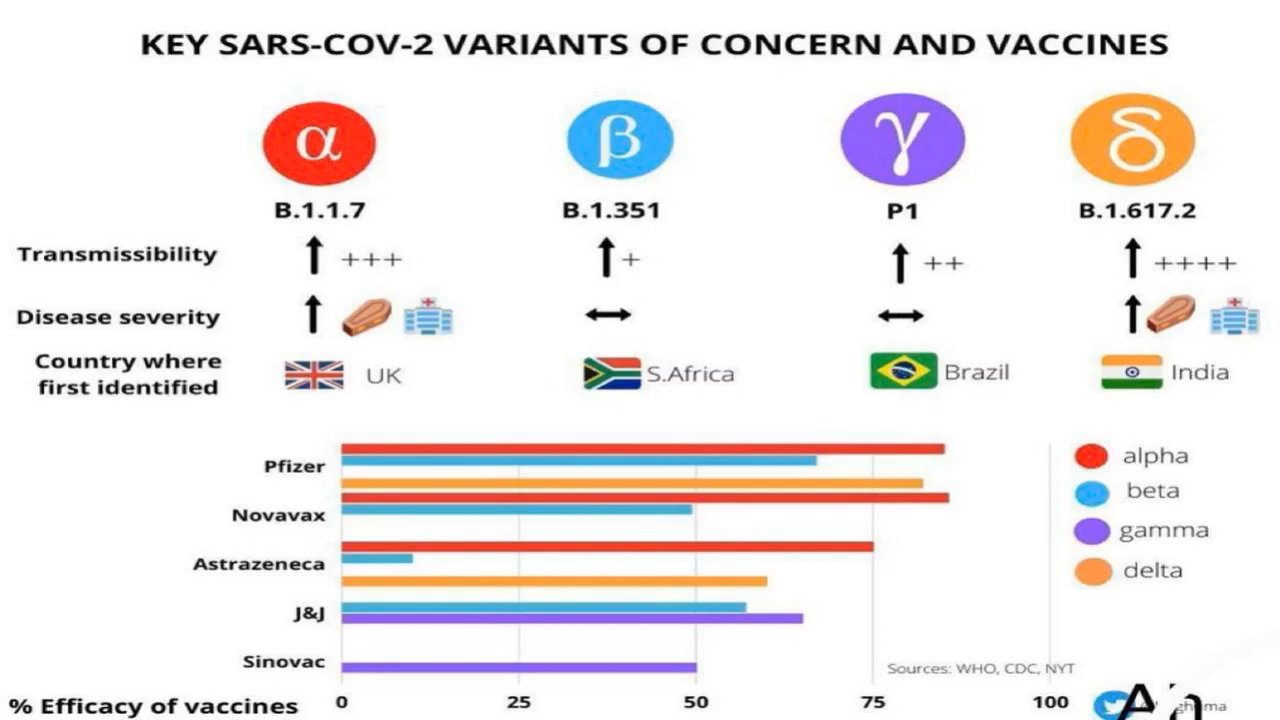 KEY SARS-COV-2 VARIANTS OF CONCERN AND VACCINES
α β γ δ
B.1.1.7 B.1.351 P1 B.1.617.2
Transmissibility +++ + ++ ++++
Disease severity
Country where
first identified
UK S.Africa Brazil India
Pfizer
Novavax
Astrazeneca
J&J
Sinovac
alpha
beta
gamma
delta
Sources: WHO, CDC, NYT
0 25 50 75 100
% Efficacy of vaccines